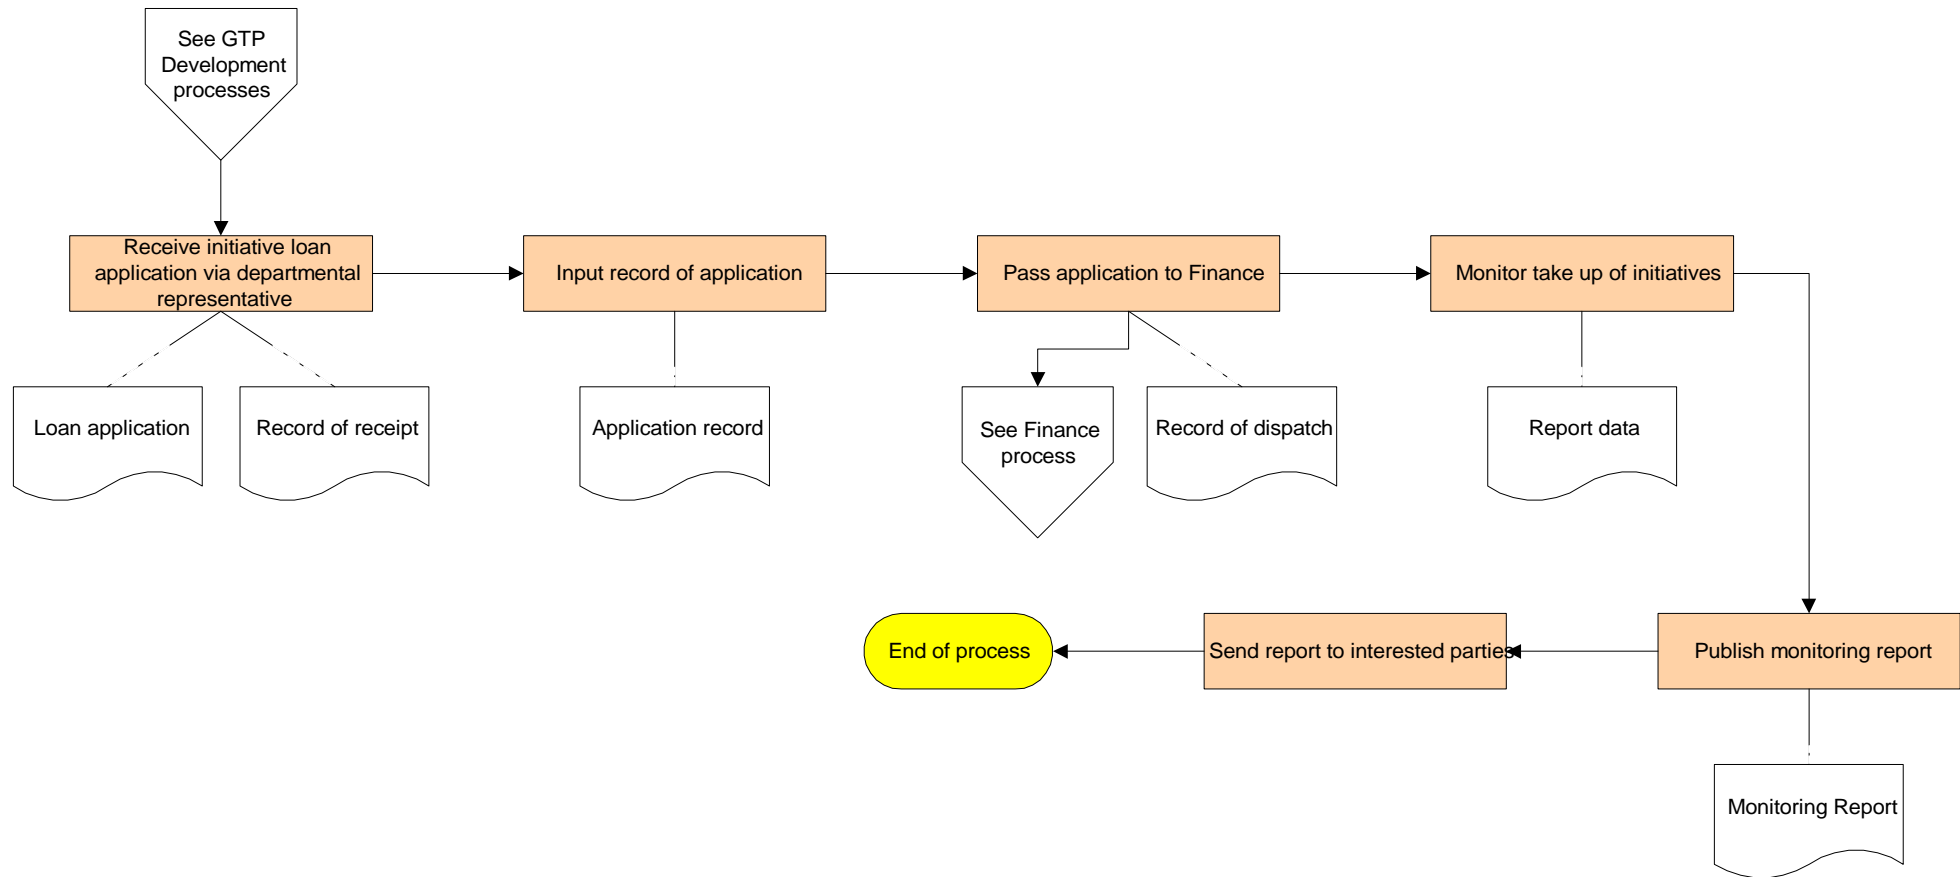 See GTP
Development
processes
Receive initiative loan
application via departmental
representative
Input record of application
Pass application to Finance
Monitor take up of initiatives
Loan application
Record of receipt
Application record
See Finance
process
Record of dispatch
Report data
End of process
Send report to interested parties
Publish monitoring report
Monitoring Report